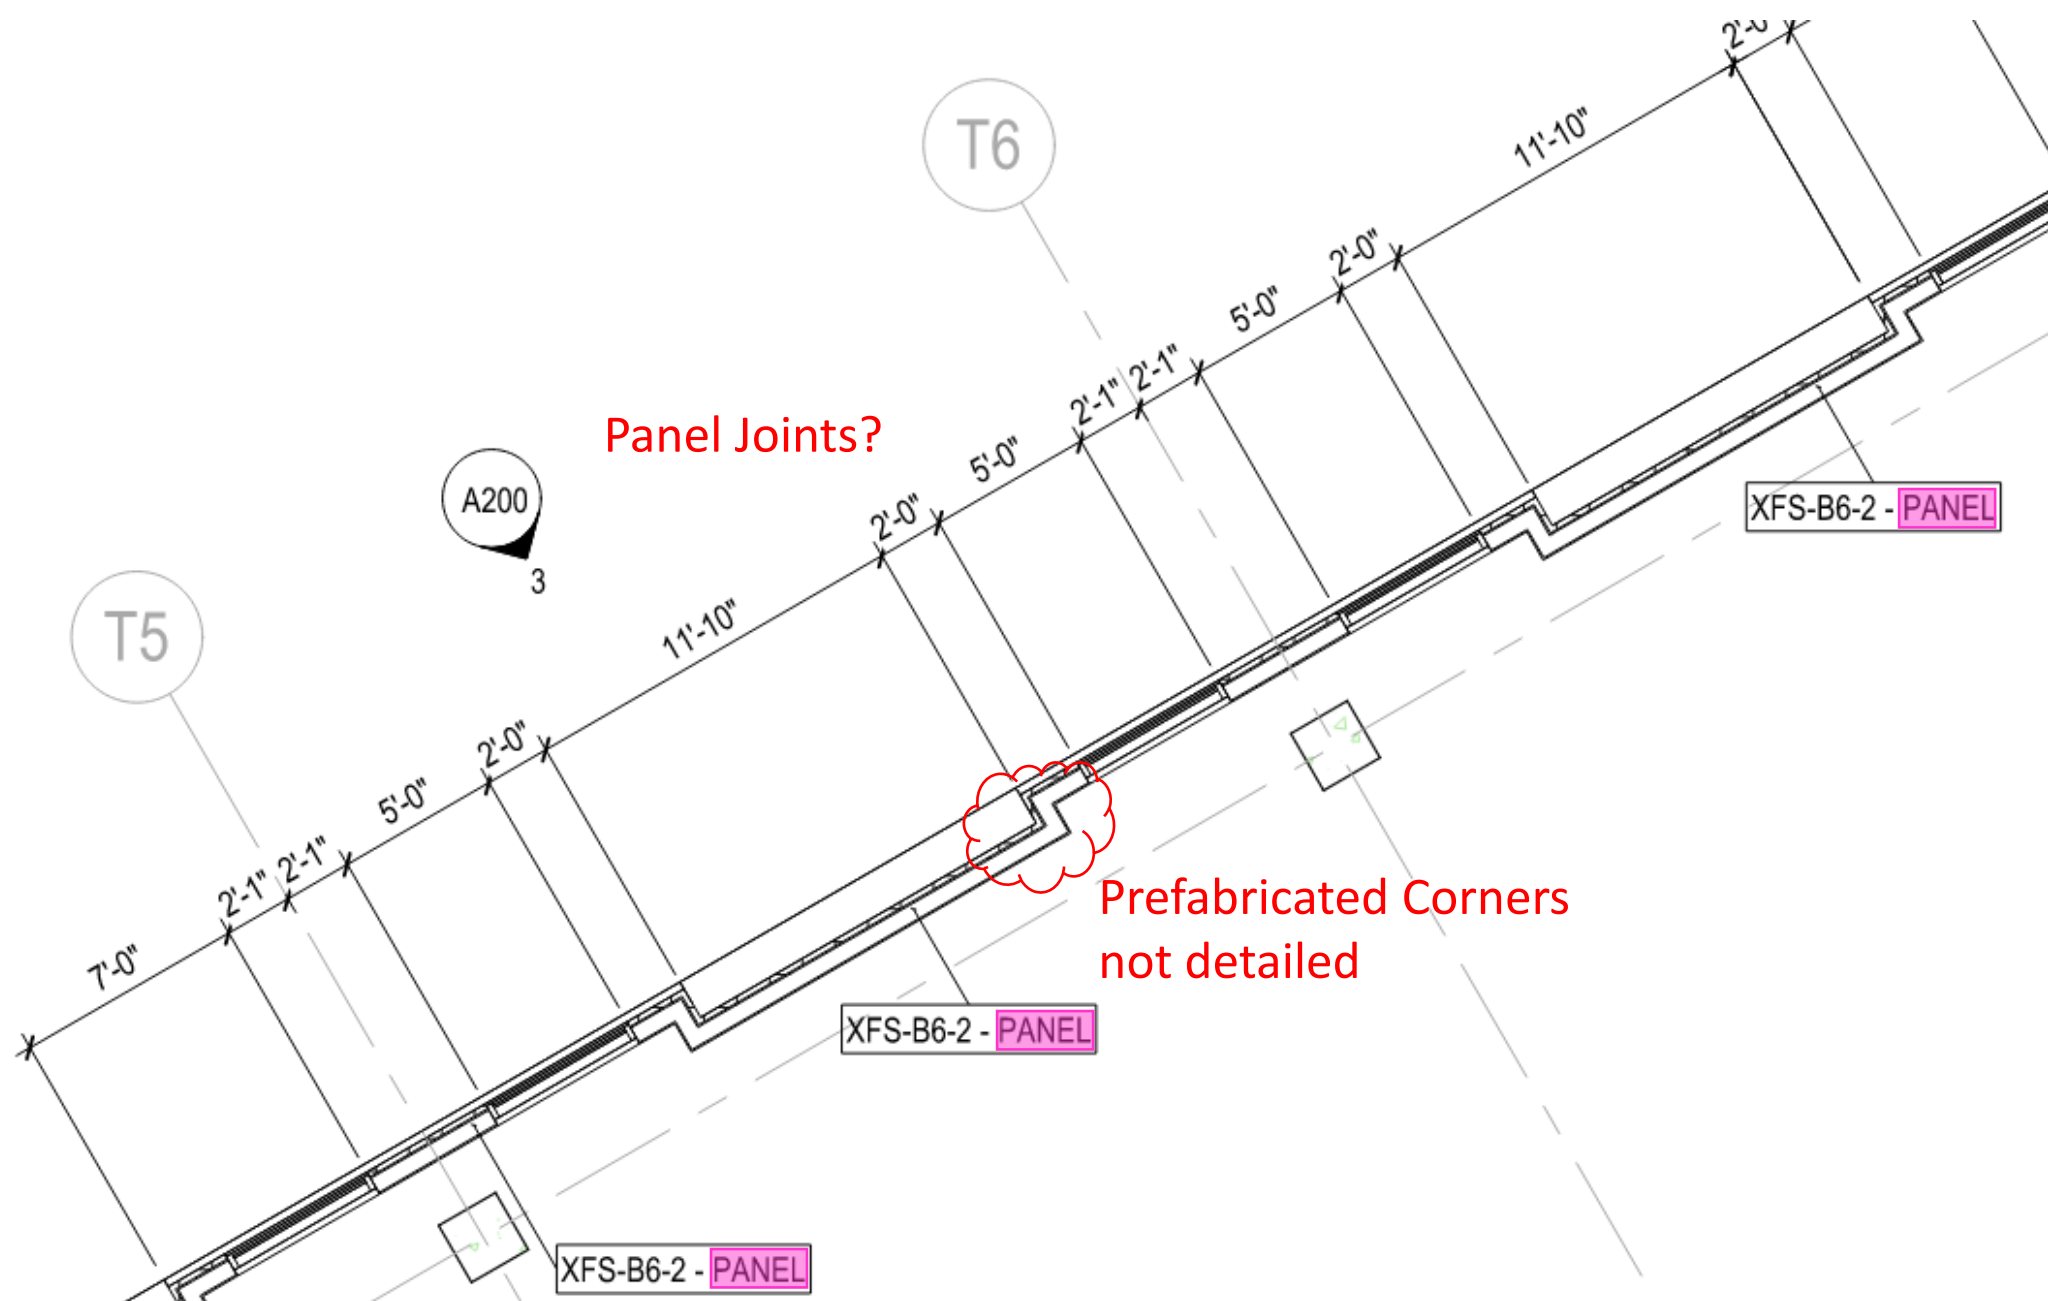 2'-0"
T6
11'-10"
2'-0"
5'-0"
2'-1"
2'-1"
Panel Joints?
5'-0"
A200
3
2'-0"
XFS-B6-2 - PANEL
T5
11'-10"
2'-0"
5'-0"
2'-1"
2'-1"
7'-0"
Prefabricated Corners
not detailed
XFS-B6-2 - PANEL
XFS-B6-2 - PANEL